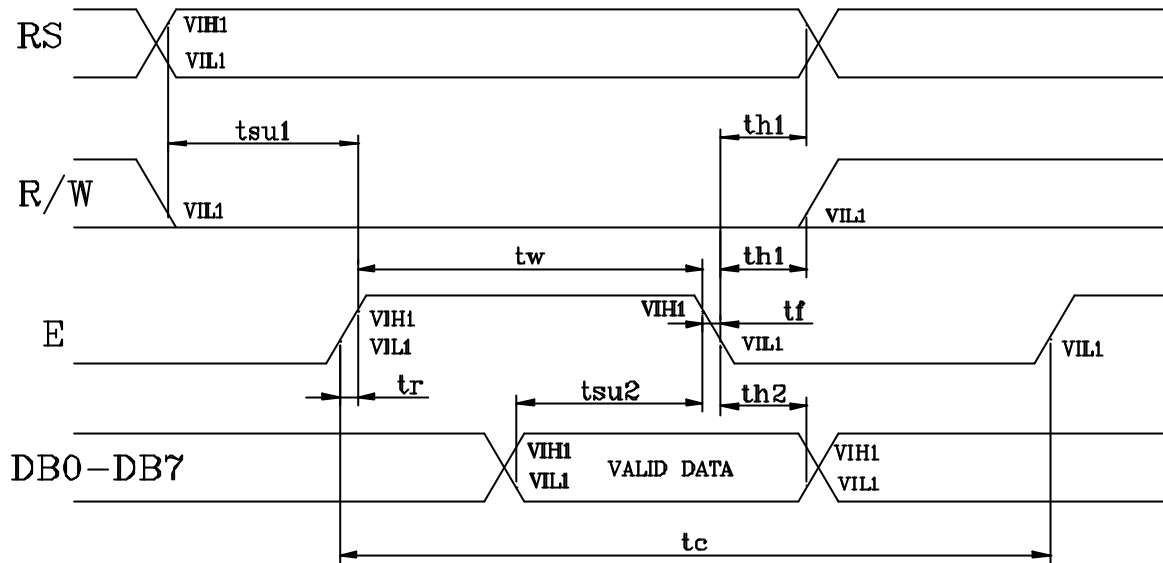 RS
VIH1
VIL1
tsu1
th1
R/W
VIL1
VIL1
tw
th1
E
VIH1
VIL1
VIH1
tf
VIL1
VIL1
tr
tsu2
th2
DB0-DB7
VIH1
VIL1
VALID DATA
VIH1
VIL1
tc